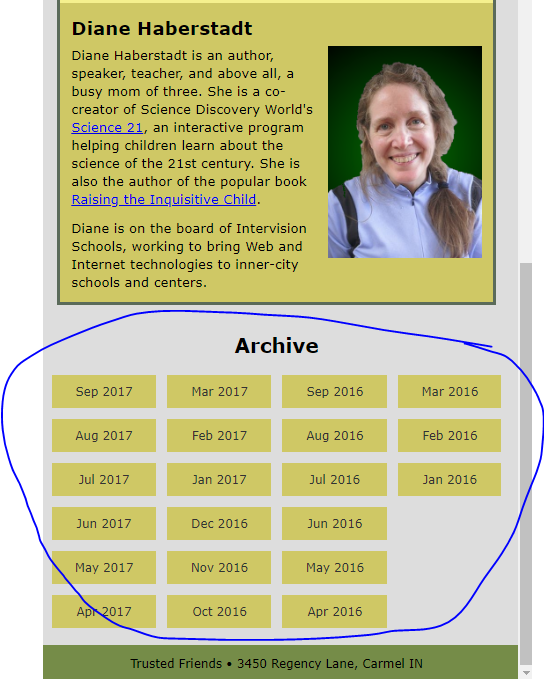 Diane Haberstadt
Diane Haberstadt is an author,
speaker, teacher, and above all, a
busy mom of three. She is a co-
creator of Science Discovery World's
Science 21, an interactive program
helping children learn about the
science of the 21st century. She is
also the author of the popular book
Raising the Inquisitive Child.
Diane is on the board of Intervision
Schools, working to bring Web and
Internet technologies to inner-city
schools and centers.
Archive
Sep 2017 Mar 2017 Sep 2016 Mar 2016
Aug 2017 Feb 2017 Aug 2016 Feb 2016
Jul 2017 Jan 2017 Jul 2016 Jan 2016
Jun 2017 Dec 2016 Jun 2016
May 2017 Nov 2016 May 2016
Apr 2017 Oct 2016 Apr 2016
Trusted Friends • 3450 Regency Lane, Carmel IN